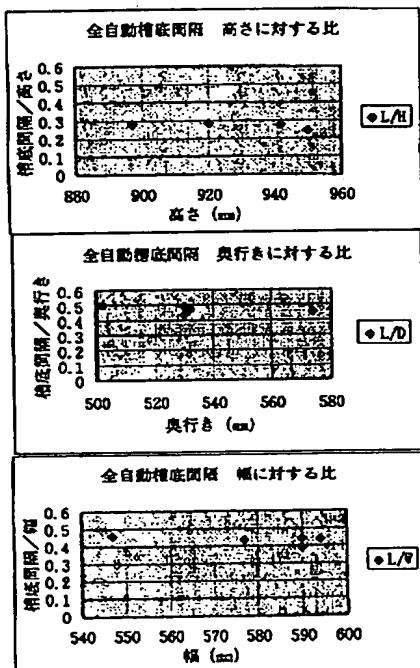 全自動槽底間隔 高さに対する比
槽底間隔/高さ
0.6
0.5
0.4
0.3
0.2
0.1
0
880 900 920 940 960
高さ (mm)
L/H
全自動槽底間隔 奥行きに対する比
槽底間隔/奥行き
0.6
0.5
0.4
0.3
0.2
0.1
0
500 520 540 560 580
奥行き (mm)
L/D
全自動槽底間隔 幅に対する比
槽底間隔/幅
0.6
0.5
0.4
0.3
0.2
0.1
0
540 550 560 570 580 590 600
幅 (mm)
L/W